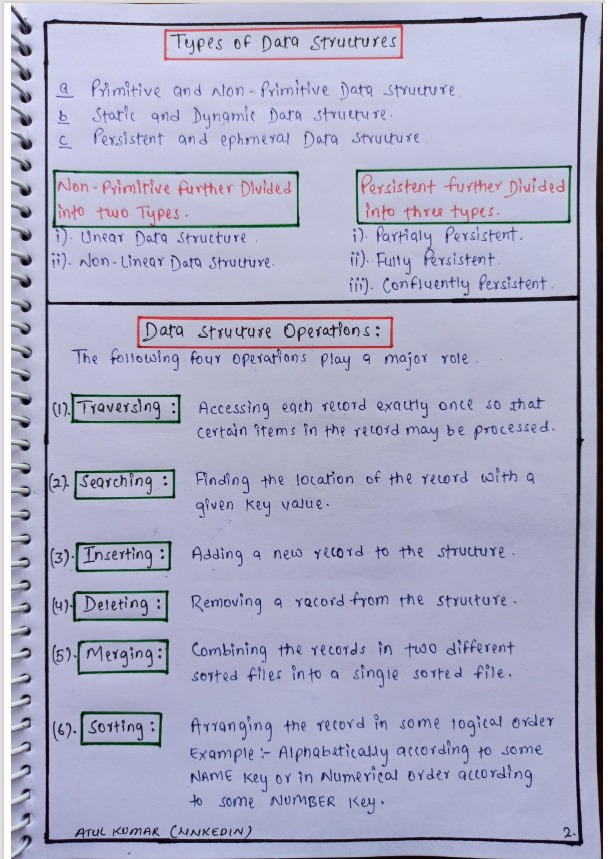 Types of Data Structures
a Primitive and Non-Primitive Data structure
b Static and Dynamic Data structure.
c Persistent and ephmeral Data structure
Non-Primitive further Divided
into two Types.
i). Linear Data structure.
ii). Non-Linear Data structure.
Persistent further Divided
into three types.
i). Partialy Persistent.
ii). Fully Persistent.
iii). Confluently Persistent.
Data structure Operations:
The following four operations play a major role.
(1). Traversing : Accessing each record exactly once so that
certain items in the record may be processed.
(2). Searching : Finding the location of the record with a
given key value.
(3). Inserting : Adding a new record to the structure.
(4). Deleting : Removing a racord from the structure.
(5). Merging : Combining the records in two different
sorted files into a single sorted file.
(6). Sorting : Arranging the record in some logical order
Example :- Alphabetically according to some
NAME key or in Numerical order according
to some NUMBER key.
ATUL KUMAR (LINKEDIN)
2.